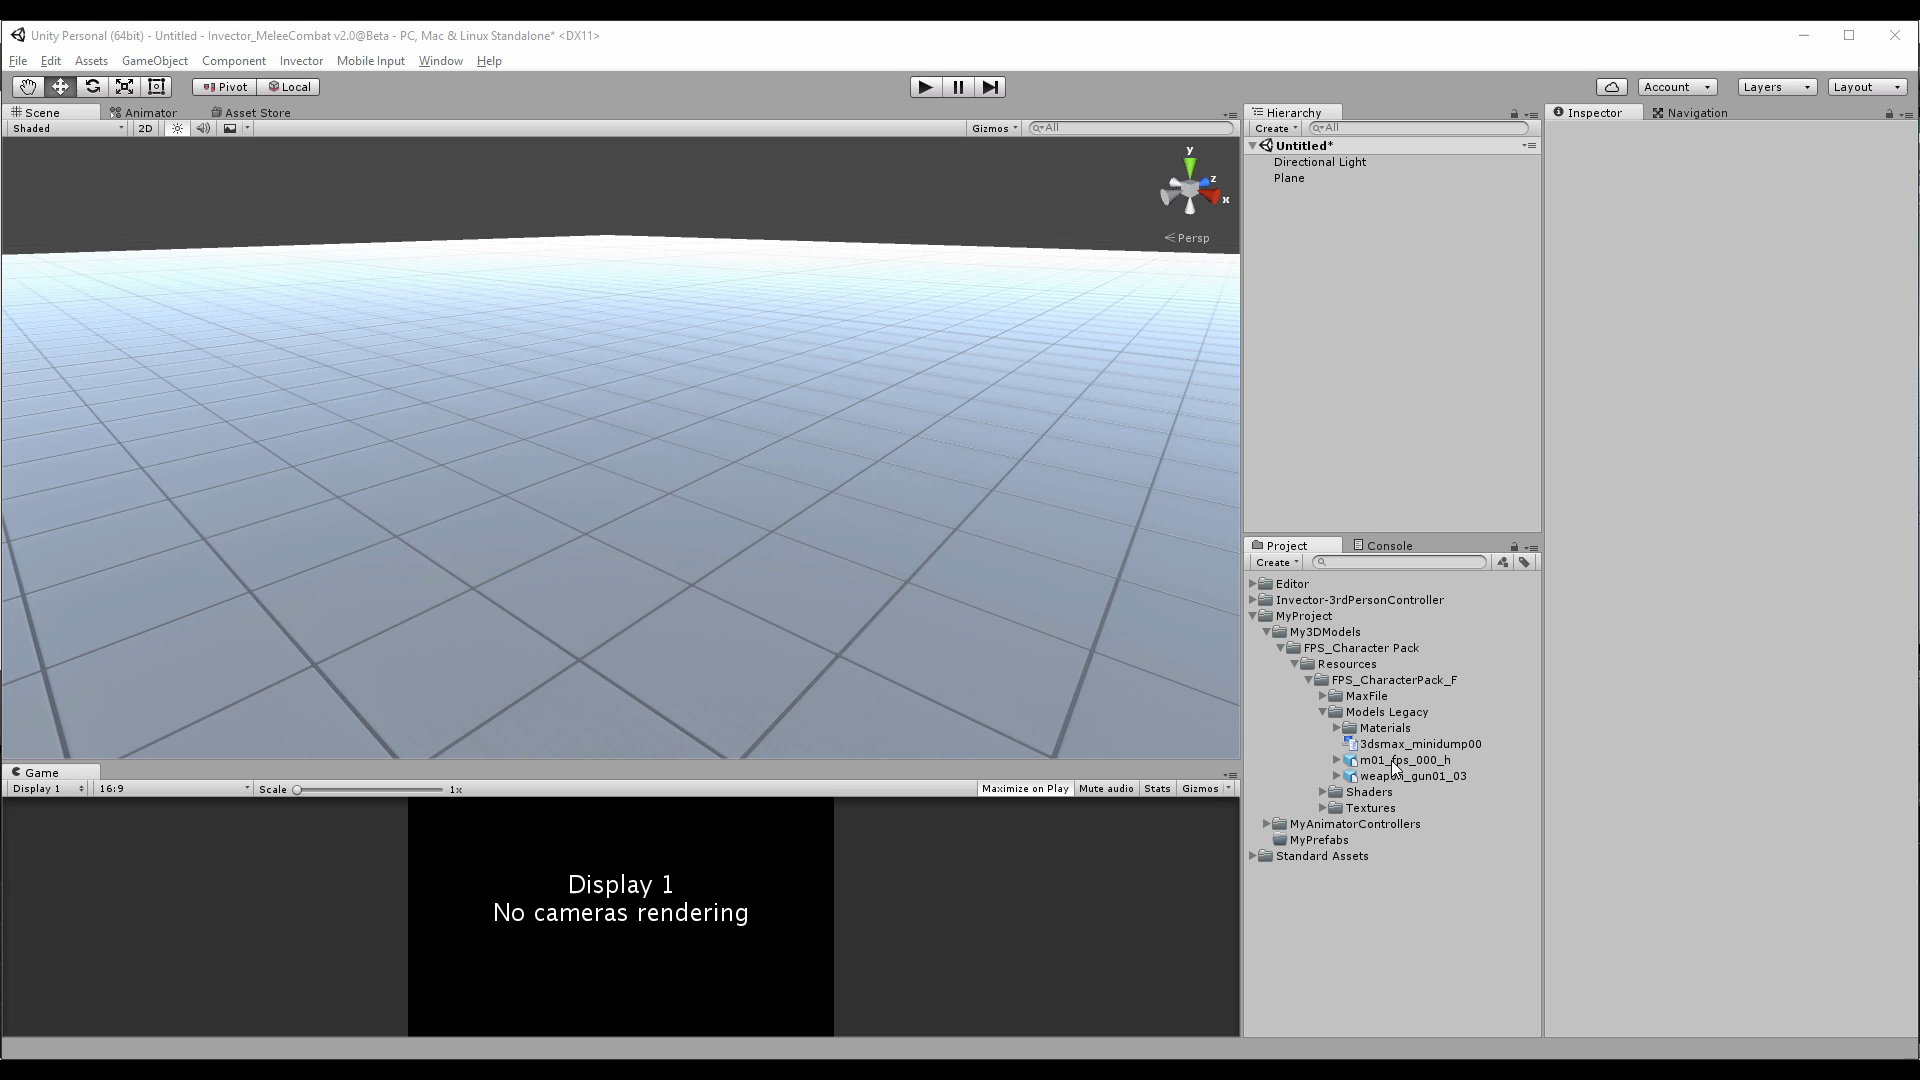 Unity Personal (64bit) - Untitled - Invector_MeleeCombat v2.0@Beta - PC, Mac & Linux Standalone* <DX11>
File Edit Assets GameObject Component Invector Mobile Input Window Help
Pivot Local Account Layers Layout
Scene Animator Asset Store
Shaded 2D Gizmos All
y
z
x
Persp
Hierarchy
Create All
Untitled*
Directional Light
Plane
Inspector Navigation
Project Console
Create
Editor
Invector-3rdPersonController
MyProject
My3DModels
FPS_Character Pack
Resources
FPS_CharacterPack_F
MaxFile
Models Legacy
Materials
3dsmax_minidump00
m01_fps_000_h
weapon_gun01_03
Shaders
Textures
MyAnimatorControllers
MyPrefabs
Standard Assets
Game
Display 1 16:9 Scale 1x Maximize on Play Mute audio Stats Gizmos
Display 1
No cameras rendering